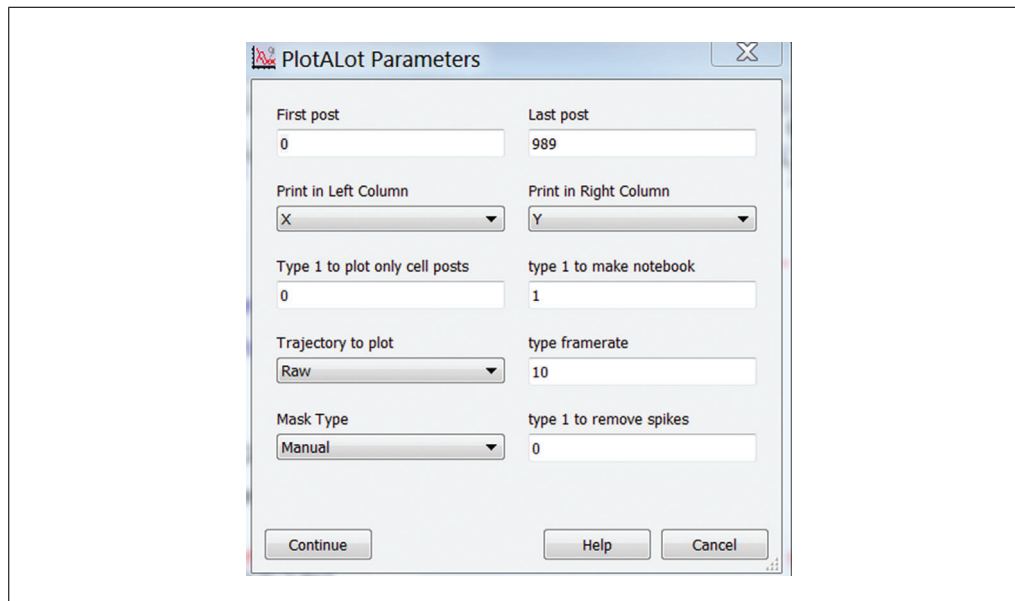 PlotALot Parameters
First post Last post
0 989
Print in Left Column Print in Right Column
X Y
Type 1 to plot only cell posts type 1 to make notebook
0 1
Trajectory to plot type framerate
Raw 10
Mask Type type 1 to remove spikes
Manual 0
Continue Help Cancel